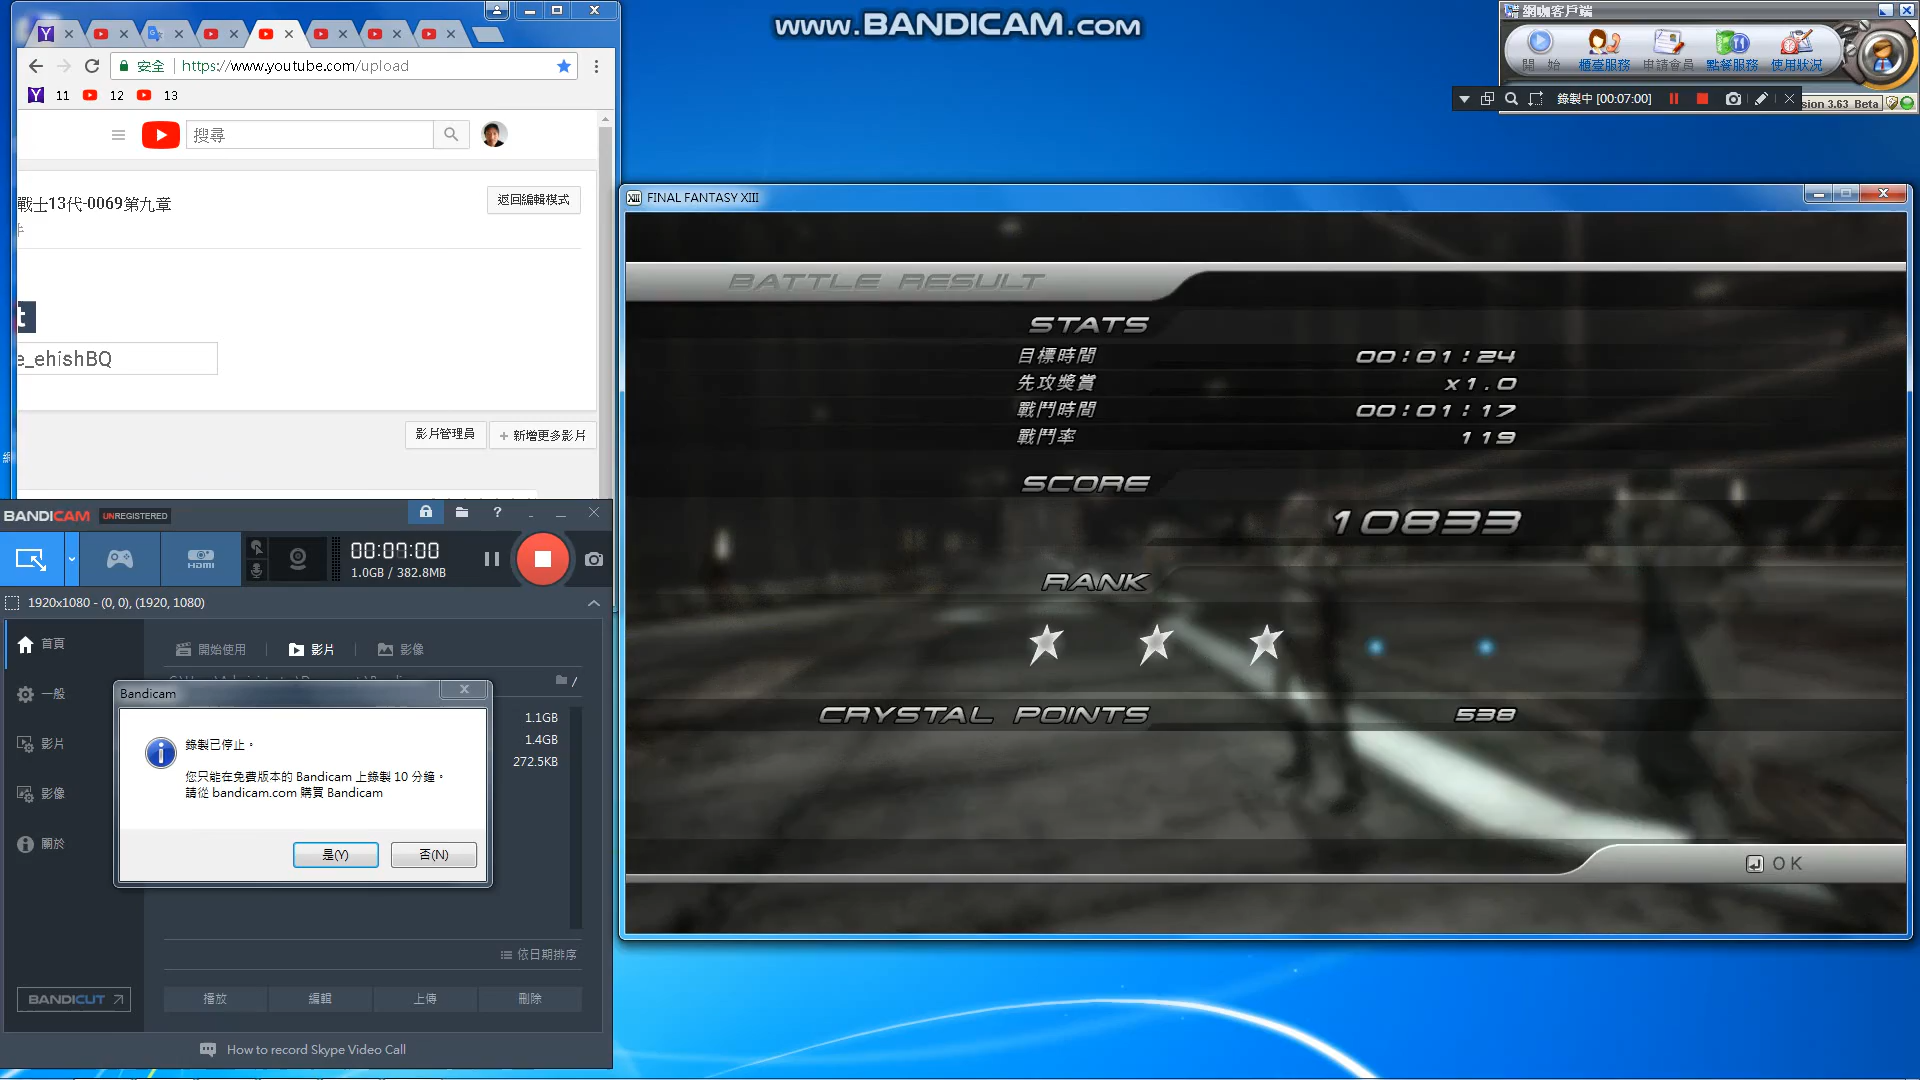 www.BANDICAM.com
安全 https://www.youtube.com/upload
11 12 13
搜尋
戰士13代-0069第九章
返回編輯模式
t
e_ehishBQ
影片管理員
+ 新增更多影片
BANDICAM UNREGISTERED
?
HDMI
00:07:00
1.0GB / 382.8MB
1920x1080 - (0, 0), (1920, 1080)
首頁
一般
影片
影像
關於
開始使用
影片
影像
/
1.1GB
1.4GB
272.5KB
Bandicam
錄製已停止。
您只能在免費版本的 Bandicam 上錄製 10 分鐘。
請從 bandicam.com 購買 Bandicam
是(Y)
否(N)
依日期排序
BANDICUT
播放
編輯
上傳
刪除
How to record Skype Video Call
網咖客戶端
開 始
櫃臺服務
申請會員
點餐服務
使用狀況
錄製中 [00:07:00]
sion 3.63 Beta
XIII FINAL FANTASY XIII
BATTLE RESULT
STATS
目標時間 00:01:24
先攻獎賞 x1.0
戰鬥時間 00:01:17
戰鬥率 119
SCORE
10833
RANK
CRYSTAL POINTS 538
OK